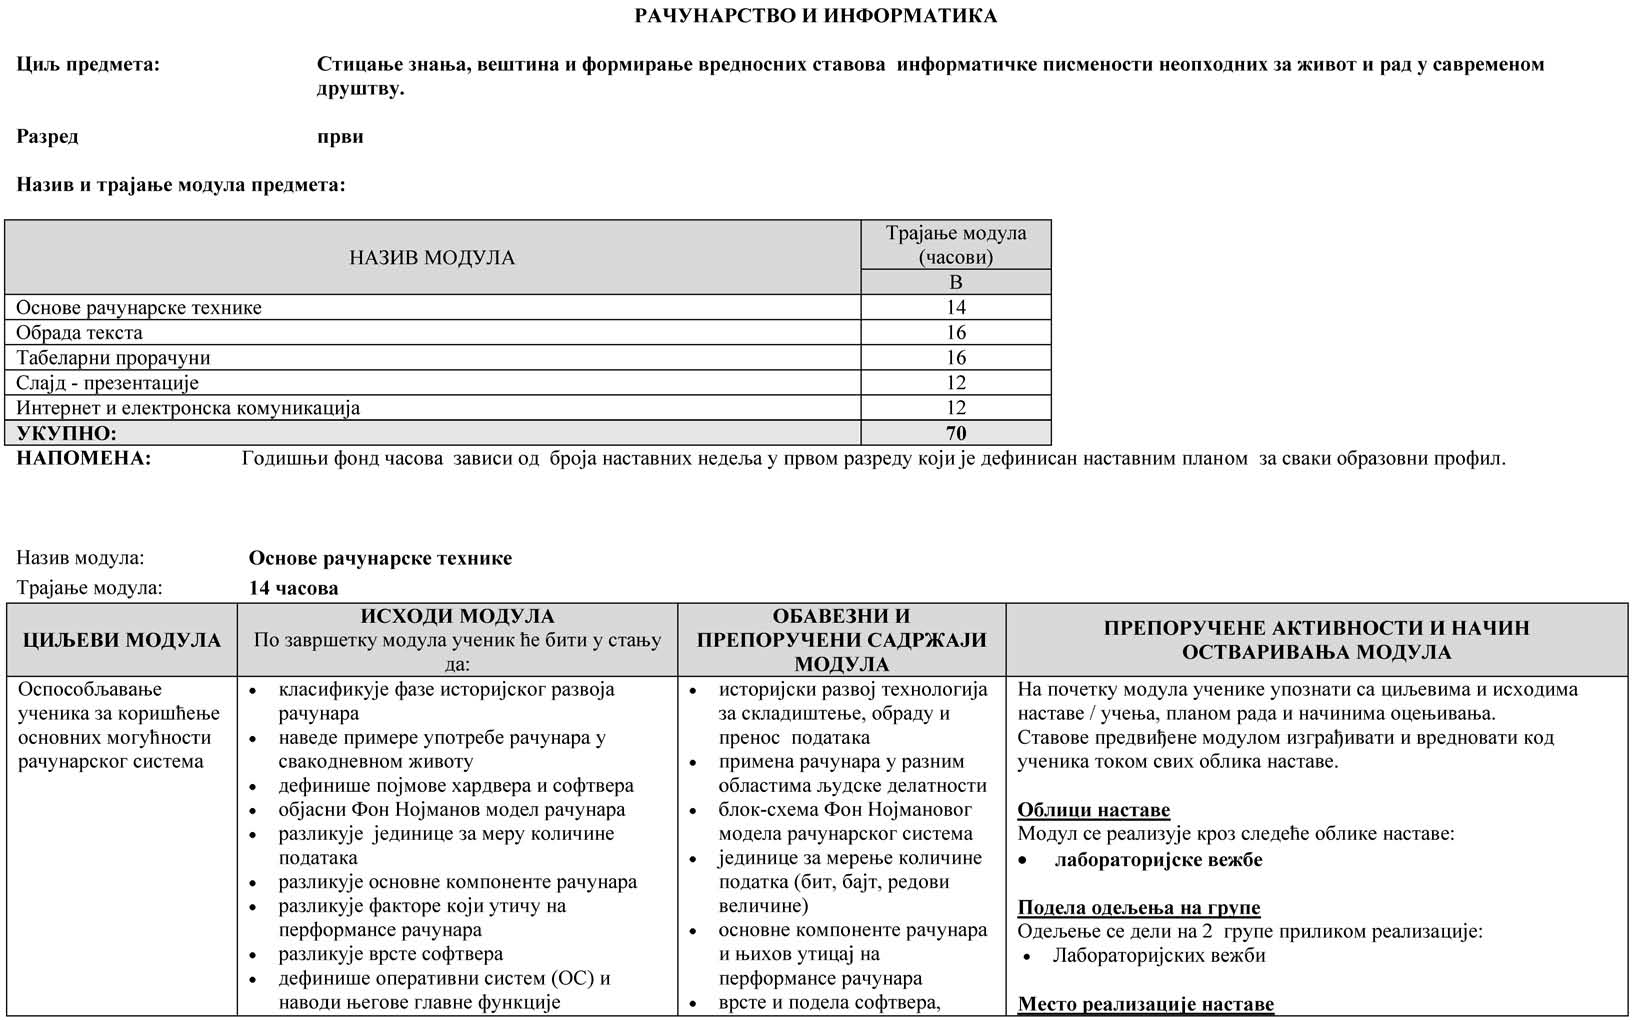 РАЧУНАРСТВО И ИНФОРМАТИКА
Циљ предмета: Стицање знања, вештина и формирање вредносних ставова информатичке писмености неопходних за живот и рад у савременом
друштву.
Разред први
Назив и трајање модула предмета:
НАЗИВ МОДУЛА
Трајање модула
(часови)
В
Основе рачунарске технике 14
Обрада текста 16
Табеларни прорачуни 16
Слајд - презентације 12
Интернет и електронска комуникација 12
УКУПНО: 70
НАПОМЕНА: Годишњи фонд часова зависи од броја наставних недеља у првом разреду који је дефинисан наставним планом за сваки образовни профил.
Назив модула: Основе рачунарске технике
Трајање модула: 14 часова
ЦИЉЕВИ МОДУЛА
ИСХОДИ МОДУЛА
По завршетку модула ученик ће бити у стању
да:
ОБАВЕЗНИ И
ПРЕПОРУЧЕНИ САДРЖАЈИ
МОДУЛА
ПРЕПОРУЧЕНЕ АКТИВНОСТИ И НАЧИН
ОСТВАРИВАЊА МОДУЛА
Оспособљавање
ученика за коришћење
основних могућности
рачунарског система
• класификује фазе историјског развоја
рачунара
• наведе примере употребе рачунара у
свакодневном животу
• дефинише појмове хардвера и софтвера
• објасни Фон Нојманов модел рачунара
• разликује јединице за меру количине
података
• разликује основне компоненте рачунара
• разликује факторе који утичу на
перформансе рачунара
• разликује врсте софтвера
• дефинише оперативни систем (ОС) и
наводи његове главне функције
• историјски развој технологија
за складиштење, обраду и
пренос података
• примена рачунара у разним
областима људске делатности
• блок-схема Фон Нојмановог
модела рачунарског система
• јединице за мерење количине
податка (бит, бајт, редови
величине)
• основне компоненте рачунара
и њихов утицај на
перформансе рачунара
• врсте и подела софтвера,
На почетку модула ученике упознати са циљевима и исходима
наставе / учења, планом рада и начинима оцењивања.
Ставове предвиђене модулом изграђивати и вредновати код
ученика током свих облика наставе.
Облици наставе
Модул се реализује кроз следеће облике наставе:
• лабораторијске вежбе
Подела одељења на групе
Одељење се дели на 2 групе приликом реализације:
• Лабораторијских вежби
Место реализације наставе